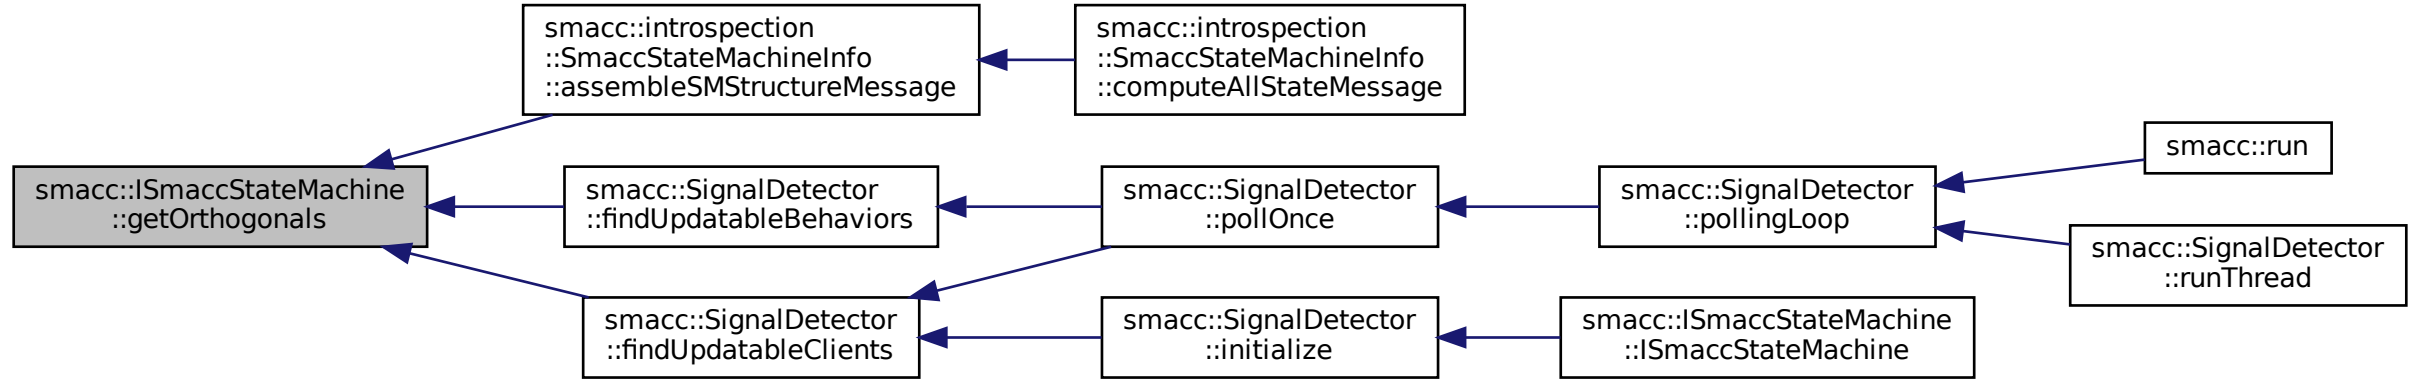 smacc::ISmaccStateMachine
::getOrthogonals
smacc::introspection
::SmaccStateMachineInfo
::assembleSMStructureMessage
smacc::introspection
::SmaccStateMachineInfo
::computeAllStateMessage
smacc::SignalDetector
::findUpdatableBehaviors
smacc::SignalDetector
::pollOnce
smacc::SignalDetector
::pollingLoop
smacc::run
smacc::SignalDetector
::runThread
smacc::SignalDetector
::findUpdatableClients
smacc::SignalDetector
::initialize
smacc::ISmaccStateMachine
::ISmaccStateMachine